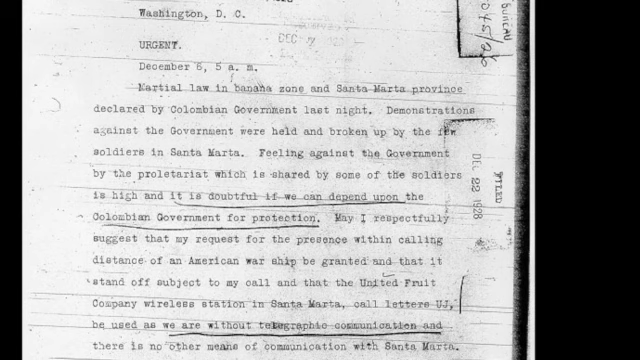 Washington, D. C.
URGENT.
December 6, 5 a. m.
Martial law in banana zone and Santa Marta province
declared by Colombian Government last night. Demonstrations
against the Government were held and broken up by the few
soldiers in Santa Marta. Feeling against the Government
by the proletariat which is shared by some of the soldiers
is high and it is doubtful if we can depend upon the
Colombian Government for protection. May I respectfully
suggest that my request for the presence within calling
distance of an American war ship be granted and that it
stand off subject to my call and that the United Fruit
Company wireless station in Santa Marta, call letters UJ,
be used as we are without telegraphic communication and
there is no other means of communication with Santa Marta.
DEC
DEC 22 1928
FILED